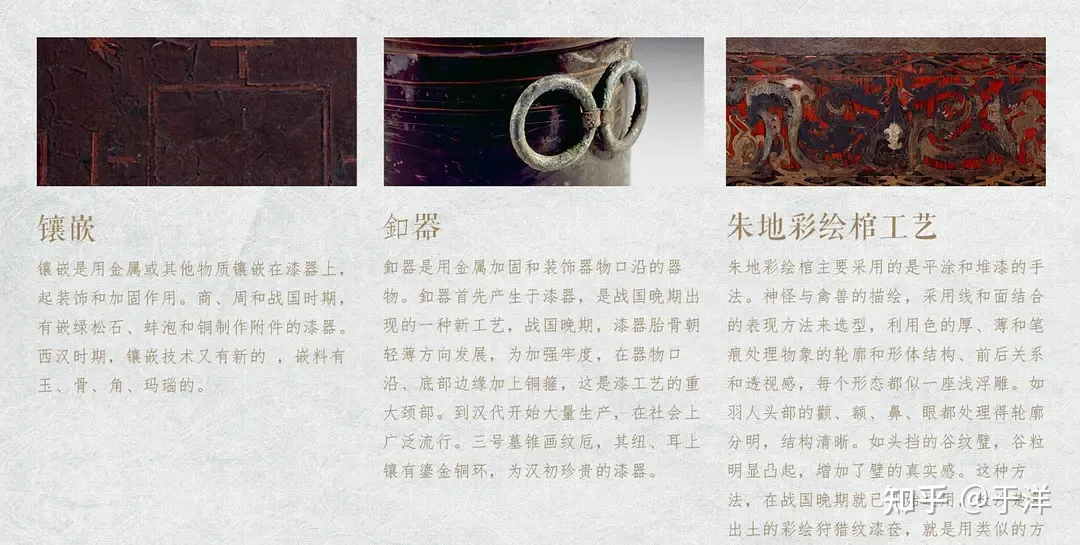 镶嵌
镶嵌是用金属或其他物质镶嵌在漆器上，
起装饰和加固作用。商、周和战国时期，
有嵌绿松石、蚌泡和铜制作附件的漆器。
西汉时期，镶嵌技术又有新的 ，嵌料有
玉、骨、角、玛瑙的。
釦器
釦器是用金属加固和装饰器物口沿的器
物。釦器首先产生于漆器，是战国晚期出
现的一种新工艺，战国晚期，漆器胎骨朝
轻薄方向发展，为加强牢度，在器物口
沿、底部边缘加上铜箍，这是漆工艺的重
大颈部。到汉代开始大量生产，在社会上
广泛流行。三号墓锥画纹卮，其纽、耳上
镶有鎏金铜环，为汉初珍贵的漆器。
朱地彩绘棺工艺
朱地彩绘棺主要采用的是平涂和堆漆的手
法。神怪与禽兽的描绘，采用线和面结合
的表现方法来选型，利用色的厚、薄和笔
痕处理物象的轮廓和形体结构、前后关系
和透视感，每个形态都似一座浅浮雕。如
羽人头部的颧、额、鼻、眼都处理得轮廓
分明，结构清晰。如头挡的谷纹璧，谷粒
明显凸起，增加了璧的真实感。这种方
法，在战国晚期就已
出土的彩绘狩猎纹漆奁，就是用类似的方
知乎 @于洋